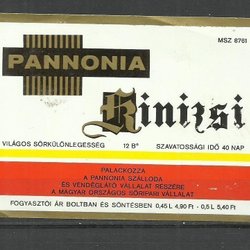 MSZ 8761
PANNONIA
Kinizsi
VILÁGOS SÖRKÜLÖNLEGESSÉG 12 B° SZAVATOSSÁGI IDŐ 40 NAP
PALACKOZZA
A PANNONIA SZÁLLODA
ÉS VENDÉGLÁTÓ VÁLLALAT RÉSZÉRE
A MAGYAR ORSZÁGOS SÖRIPARI VÁLLALAT
FOGYASZTÓI ÁR BOLTBAN ÉS SÖNTÉSBEN 0,45 L 4,90 Ft - 0,5 L 5,40 Ft